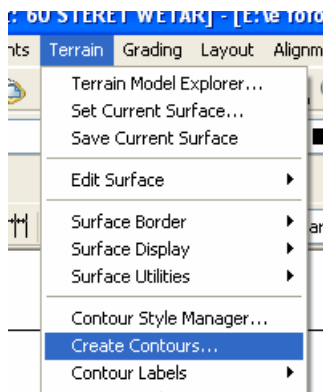 60 STERET WETAR] - [E:\e
nts Terrain Grading Layout Alignm
Terrain Model Explorer...
Set Current Surface...
Save Current Surface
Edit Surface
Surface Border
ar
Surface Display
Surface Utilities
Contour Style Manager...
Create Contours...
Contour Labels